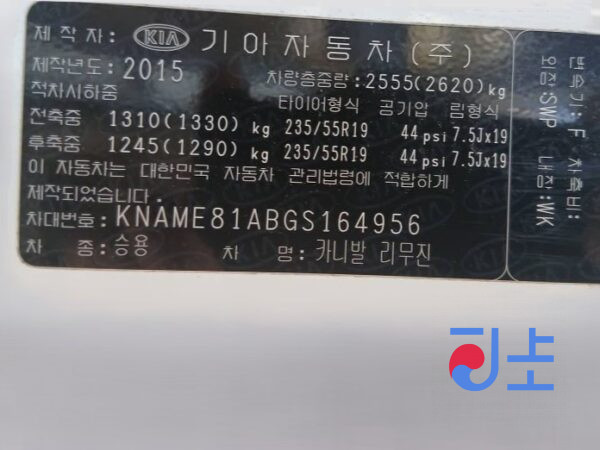 제 작 자 : KIA 기아자동차(주)
제작년도 : 2015 차량총중량 : 2555(2620)kg
적차시하중 타이어형식 공기압 림형식
전축중 1310(1330) kg 235/55R19 44 psi 7.5Jx19
후축중 1245(1290) kg 235/55R19 44 psi 7.5Jx19
이 자동차는 대한민국 자동차 관리법령에 적합하게
제작되었습니다.
차대번호 : KNAME81ABGS164956
차 종 : 승용 차 명 : 카니발 리무진
변속기 : F 차축비 :
외장 : SWP 내장 : WK